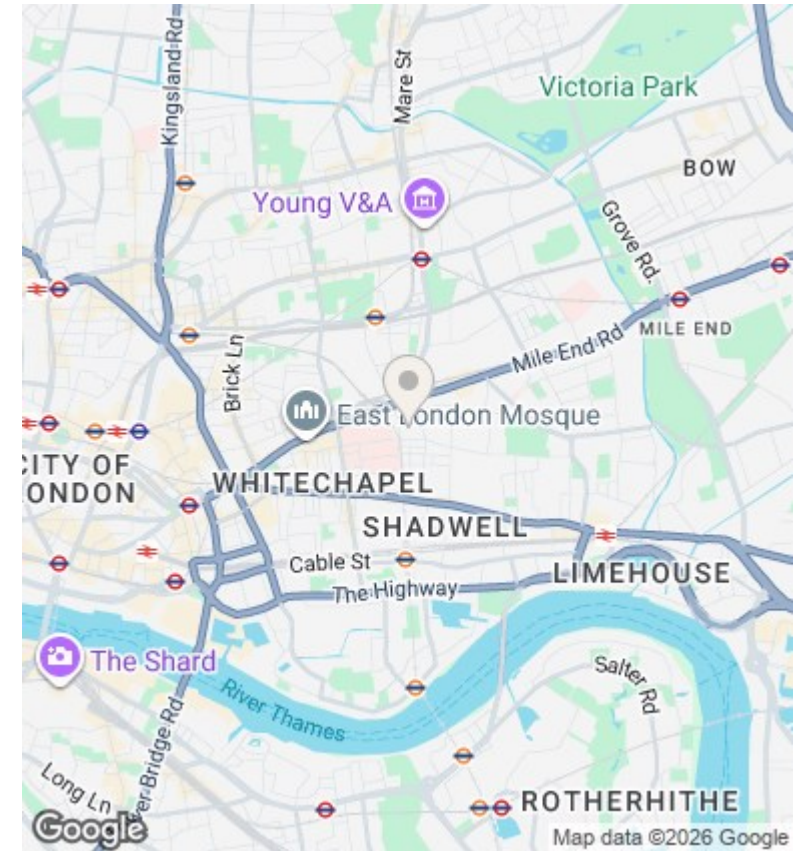 Kingsland Rd
Mare St
Victoria Park
BOW
Young V&A
Grove Rd.
MILE END
Mile End Rd
Brick Ln
East London Mosque
CITY OF
LONDON
WHITECHAPEL
SHADWELL
Cable St
LIMEHOUSE
The Highway
The Shard
River Thames
Salter Rd
er Bridge Rd
Long Ln
ROTHERHITHE
Google
Map data ©2026 Google